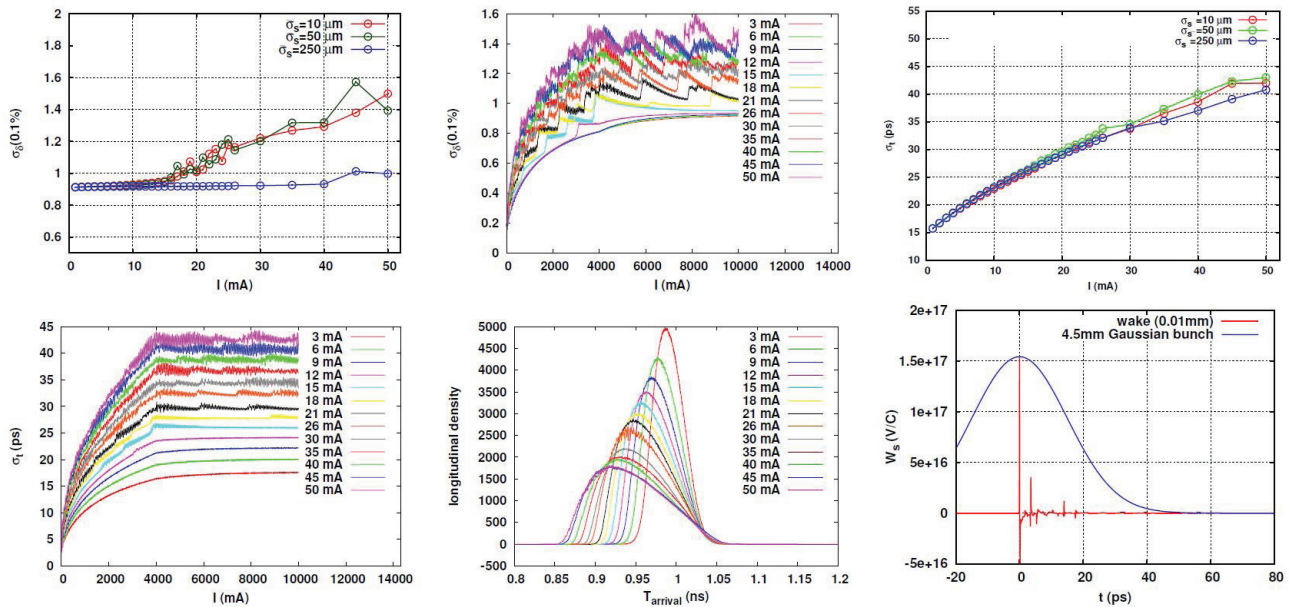 σs=10 μm
σs=50 μm
σs=250 μm
2
1.8
1.6
1.4
1.2
1
0.8
0.6
σδ(0.1%)
0
10
20
30
40
50
I (mA)
1.6
1.4
1.2
1
0.8
0.6
0.4
0.2
0
σδ(0.1%)
3 mA
6 mA
9 mA
12 mA
15 mA
18 mA
21 mA
26 mA
30 mA
35 mA
40 mA
45 mA
50 mA
0 2000 4000 6000 8000 10000 12000 14000
I (mA)
σs =10 μm
σs =50 μm
σs =250 μm
55
50
45
40
35
30
25
20
15
10
σt (ps)
0 10 20 30 40 50
I (mA)
45
40
35
30
25
20
15
10
5
0
σt (ps)
3 mA
6 mA
9 mA
12 mA
15 mA
18 mA
21 mA
26 mA
30 mA
35 mA
40 mA
45 mA
50 mA
0 2000 4000 6000 8000 10000 12000 14000
I (mA)
5000
4500
4000
3500
3000
2500
2000
1500
1000
500
0
-500
longitudinal density
3 mA
6 mA
9 mA
12 mA
15 mA
18 mA
21 mA
26 mA
30 mA
35 mA
40 mA
45 mA
50 mA
0.8 0.85 0.9 0.95 1 1.05 1.1 1.15 1.2
Tarrival (ns)
wake (0.01mm)
4.5mm Gaussian bunch
2e+17
1.5e+17
1e+17
5e+16
0
-5e+16
Ws (V/C)
-20 0 20 40 60 80
t (ps)